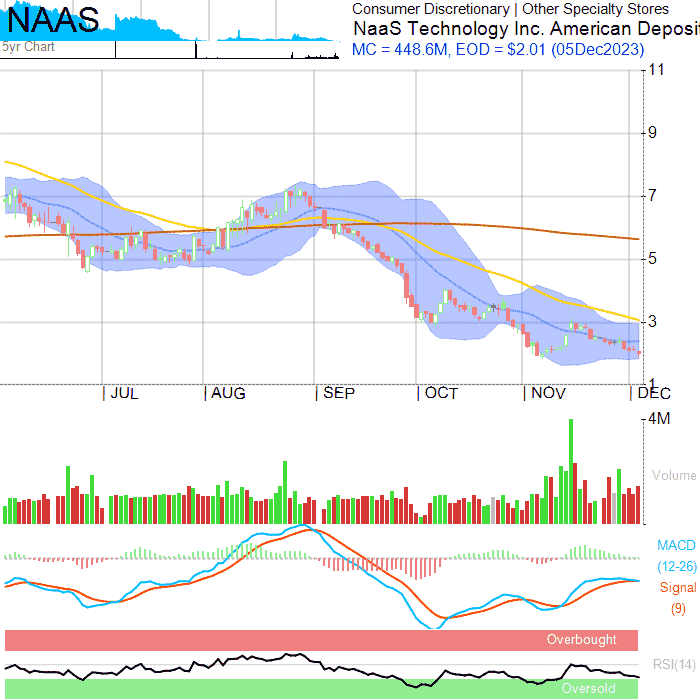 NAAS
5yr Chart
Consumer Discretionary | Other Specialty Stores
NaaS Technology Inc. American Deposi
MC = 448.6M, EOD = $2.01 (05Dec2023)
11
9
7
5
3
1
JUL
AUG
SEP
OCT
NOV
DEC
4M
Volume
MACD
(12-26)
Signal
(9)
Overbought
RSI(14)
Oversold